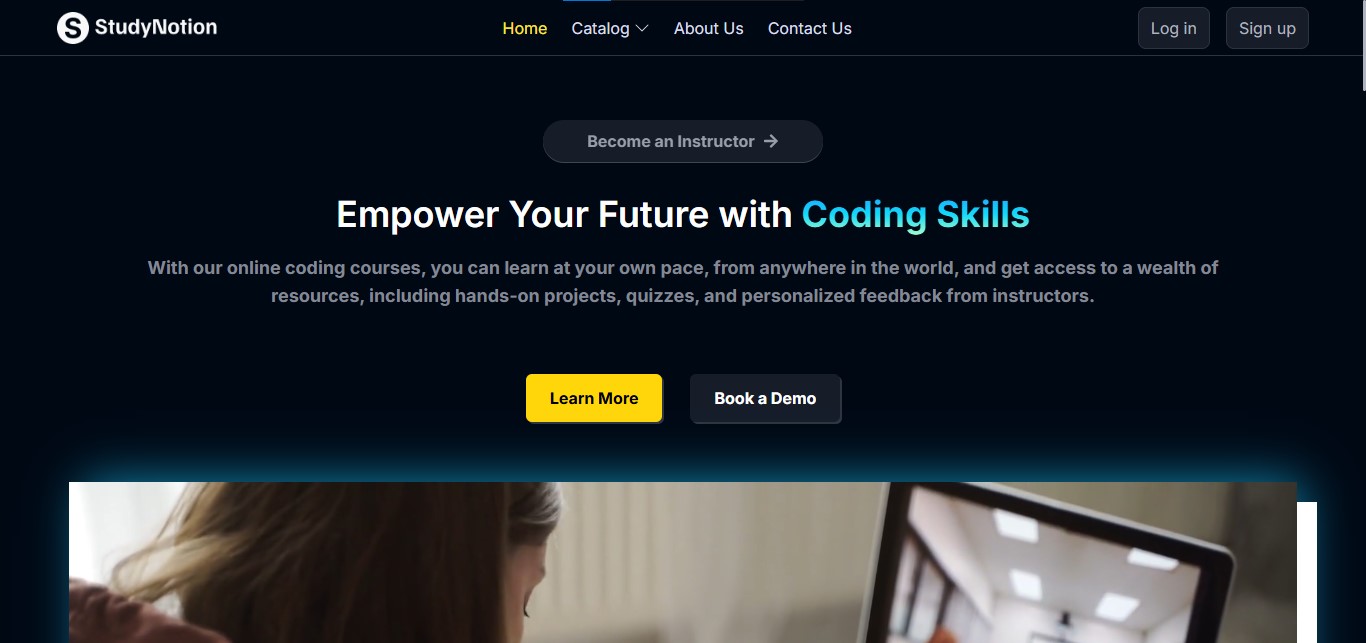 S StudyNotion
Home Catalog About Us Contact Us
Log in Sign up
Become an Instructor →
Empower Your Future with Coding Skills
With our online coding courses, you can learn at your own pace, from anywhere in the world, and get access to a wealth of
resources, including hands-on projects, quizzes, and personalized feedback from instructors.
Learn More Book a Demo